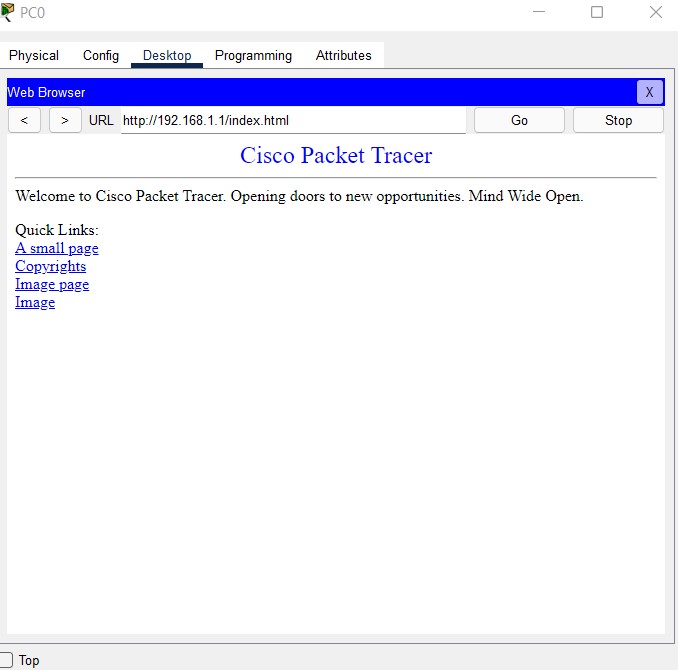 PC0
Physical Config Desktop Programming Attributes
Web Browser X
< > URL http://192.168.1.1/index.html Go Stop
Cisco Packet Tracer
Welcome to Cisco Packet Tracer. Opening doors to new opportunities. Mind Wide Open.
Quick Links:
A small page
Copyrights
Image page
Image
Top